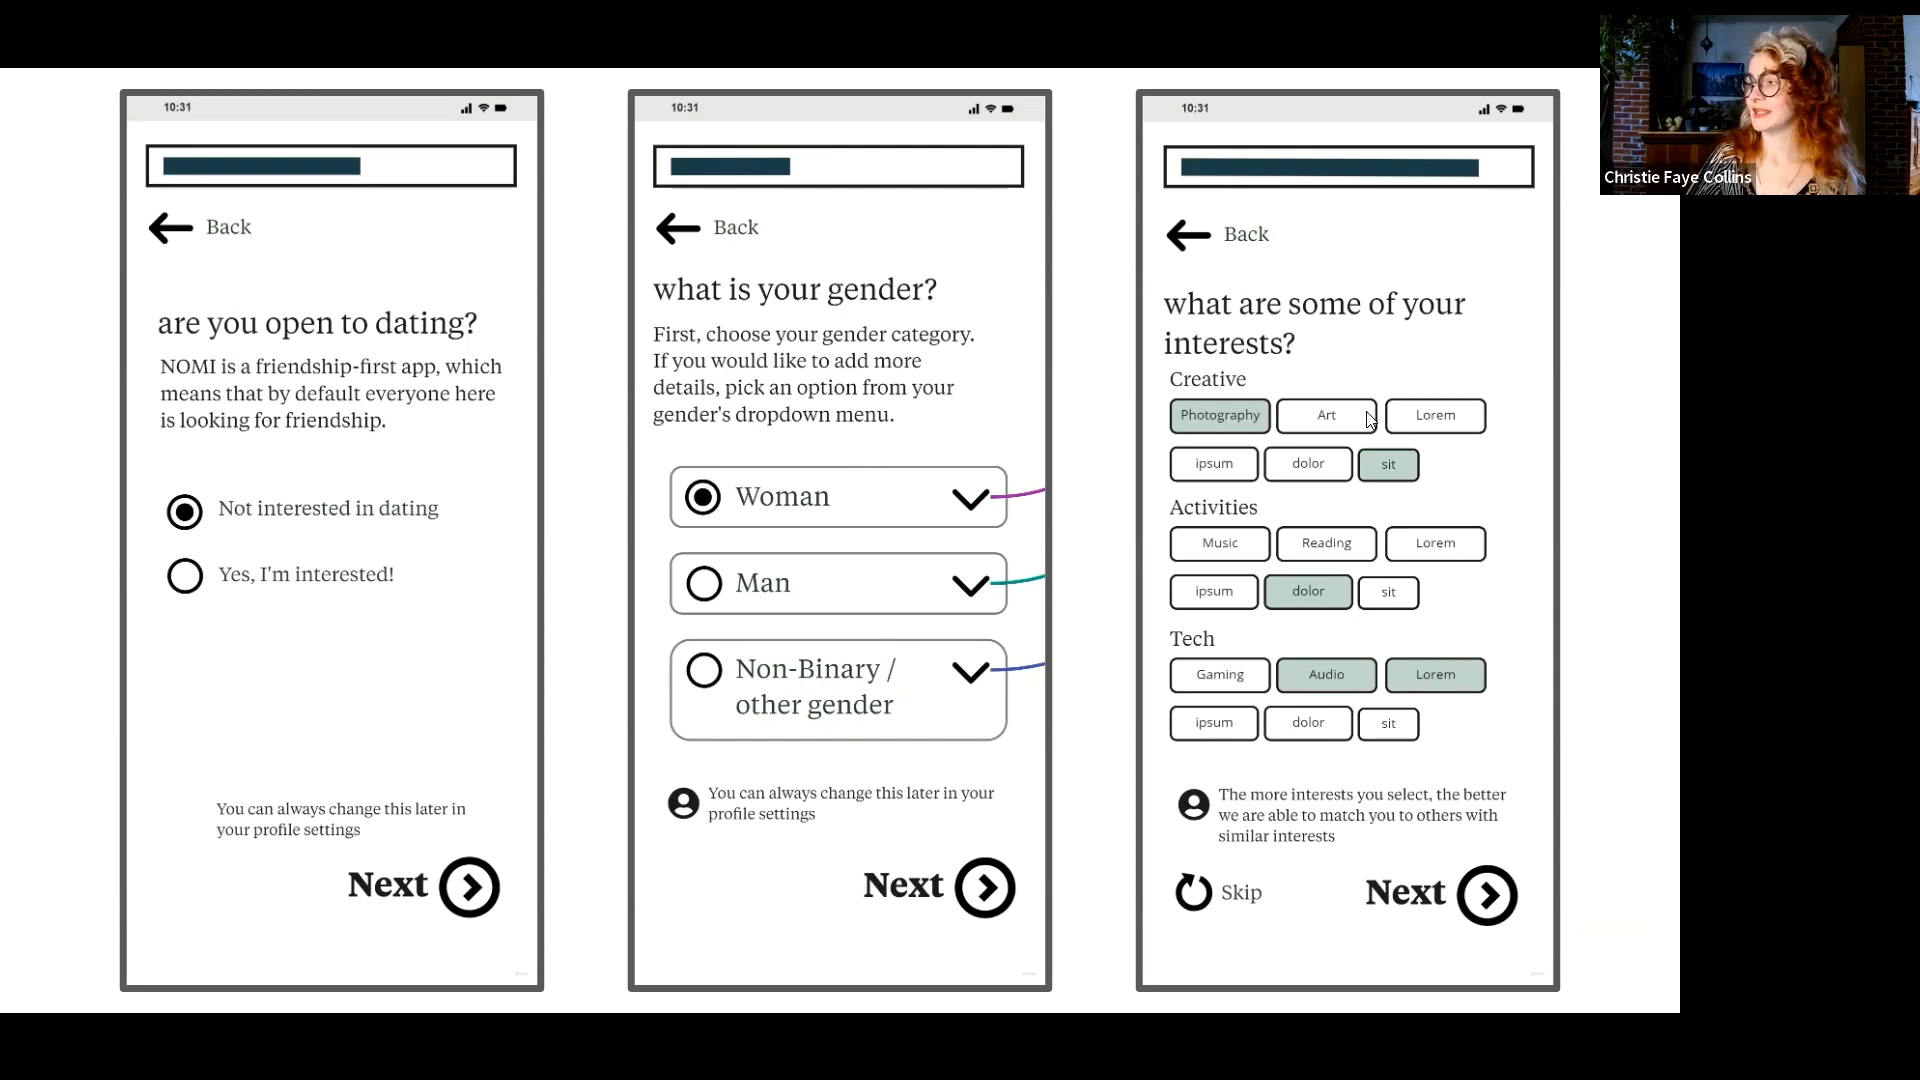 10:31
Back
are you open to dating?
NOMI is a friendship-first app, which
means that by default everyone here
is looking for friendship.
Not interested in dating
Yes, I'm interested!
You can always change this later in
your profile settings
Next
10:31
Back
what is your gender?
First, choose your gender category.
If you would like to add more
details, pick an option from your
gender's dropdown menu.
Woman
Man
Non-Binary /
other gender
You can always change this later in your
profile settings
Next
10:31
Back
what are some of your
interests?
Creative
Photography Art Lorem
ipsum dolor sit
Activities
Music Reading Lorem
ipsum dolor sit
Tech
Gaming Audio Lorem
ipsum dolor sit
The more interests you select, the better
we are able to match you to others with
similar interests
Skip Next
Christie Faye Collins